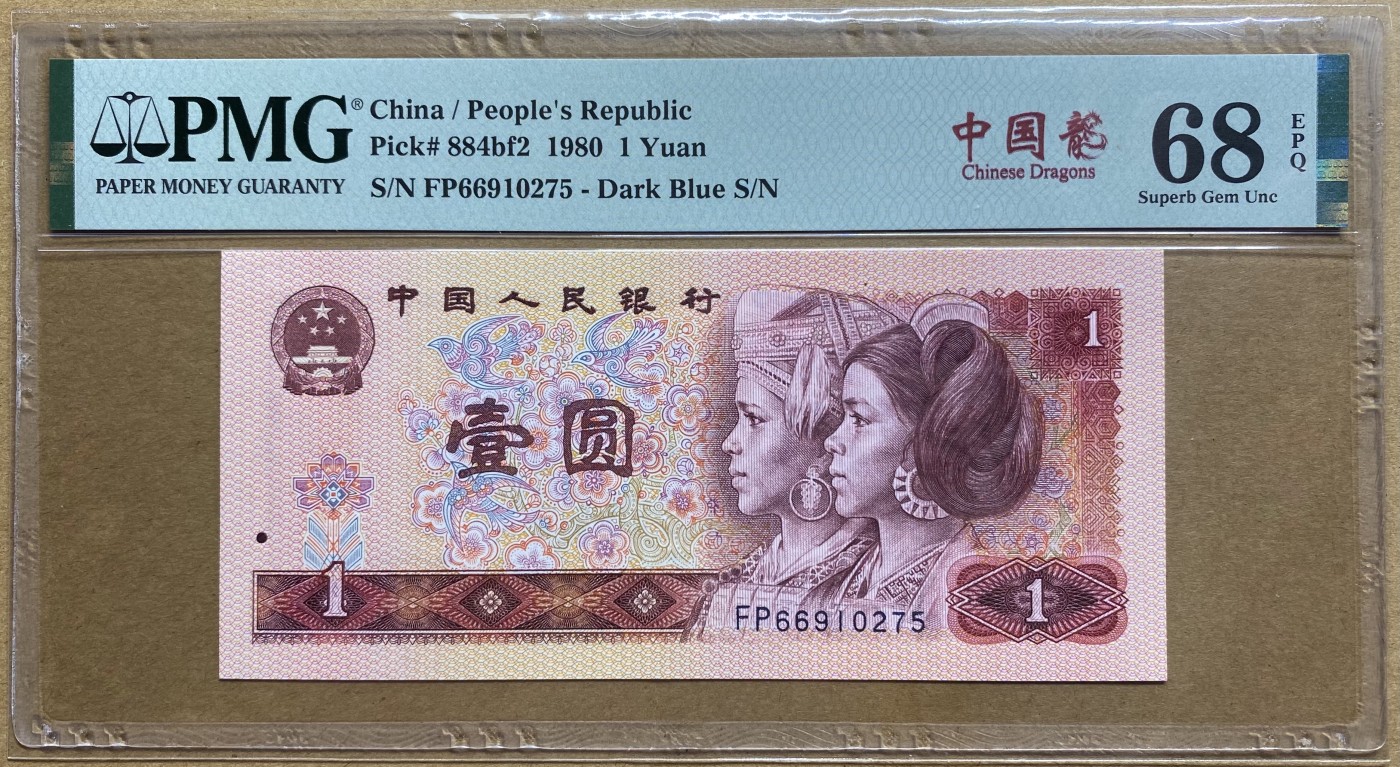 PMG®
PAPER MONEY GUARANTY
China / People's Republic
Pick# 884bf2 1980 1 Yuan
S/N FP66910275 - Dark Blue S/N
中国龍
Chinese Dragons
68
EPQ
Superb Gem Unc
中国人民银行
1
壹圆
1
FP66910275
1